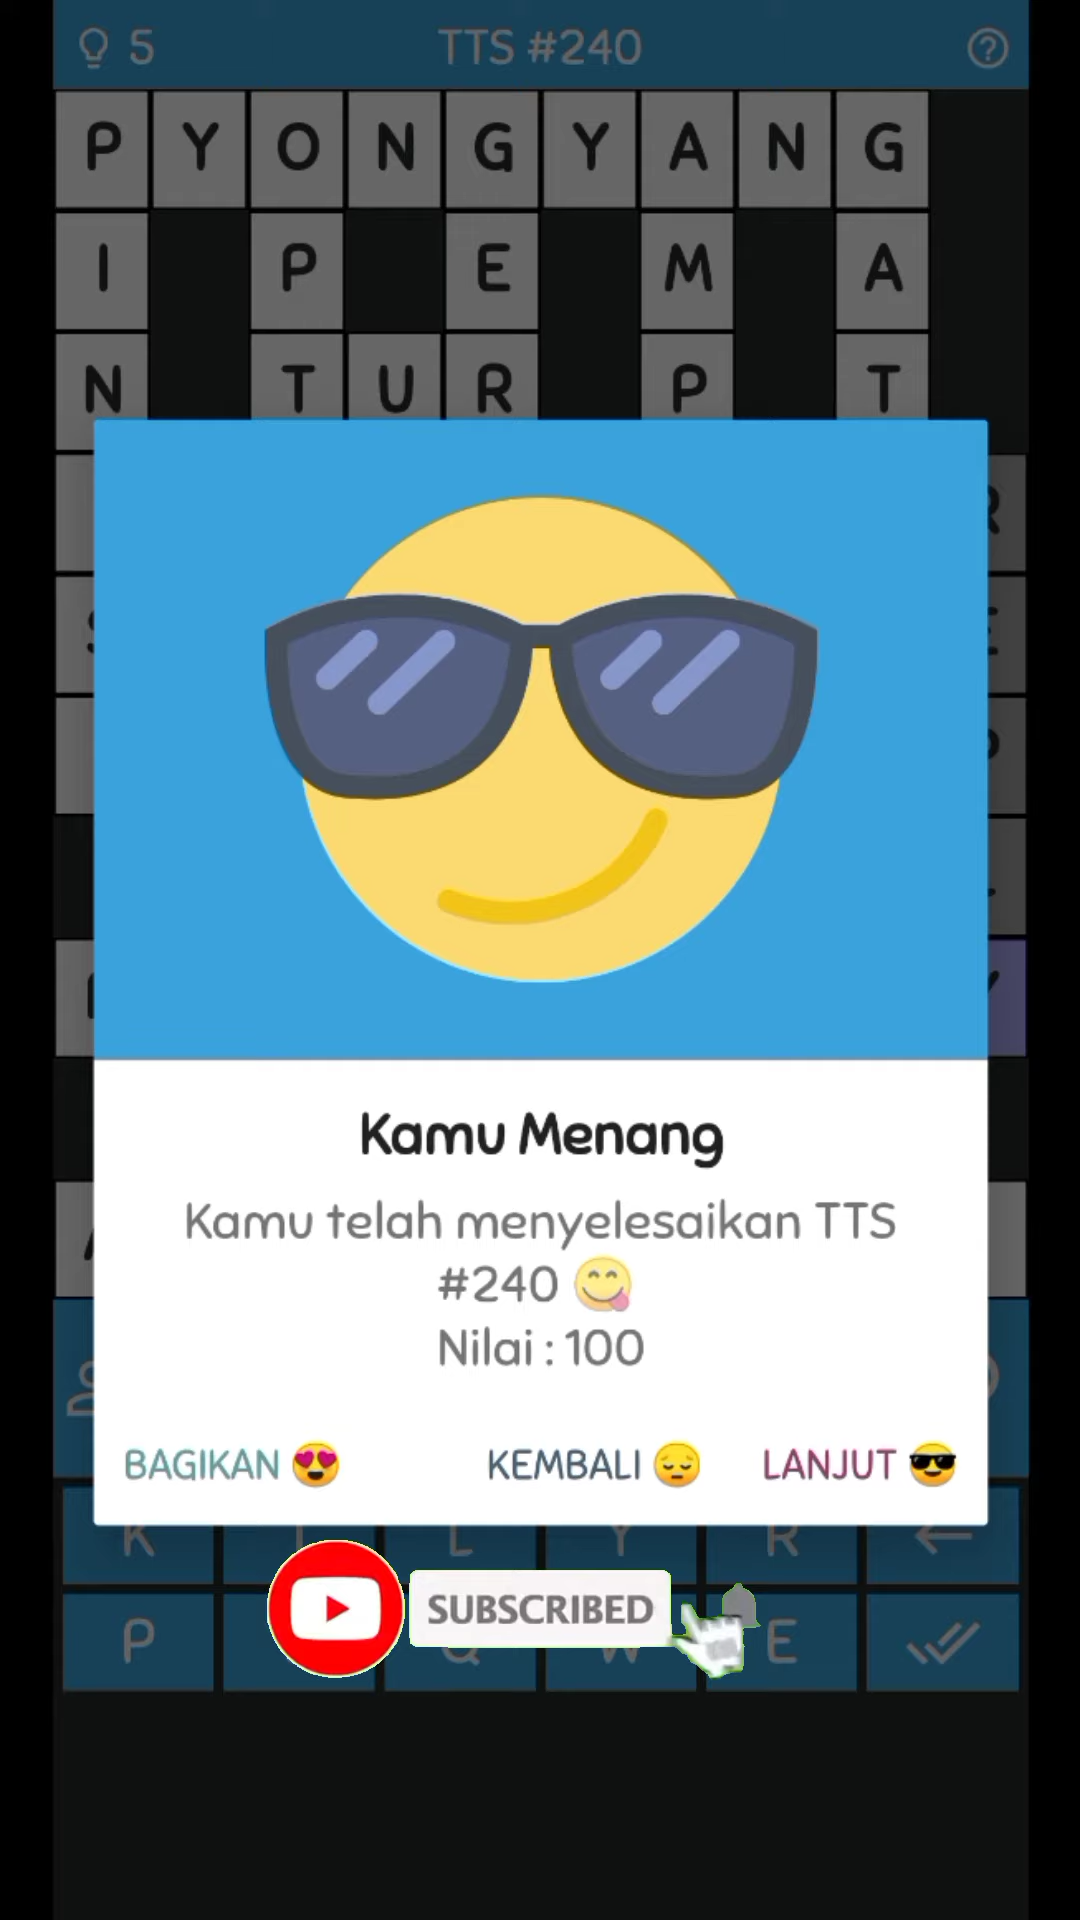 5 TTS #240
P Y O N G Y A N G
I P E M A
N T U R P T
Kamu Menang
Kamu telah menyelesaikan TTS
#240 😋
Nilai : 100
BAGIKAN 😍 KEMBALI 😔 LANJUT 😎
K L Y R
SUBSCRIBED
P Q W E